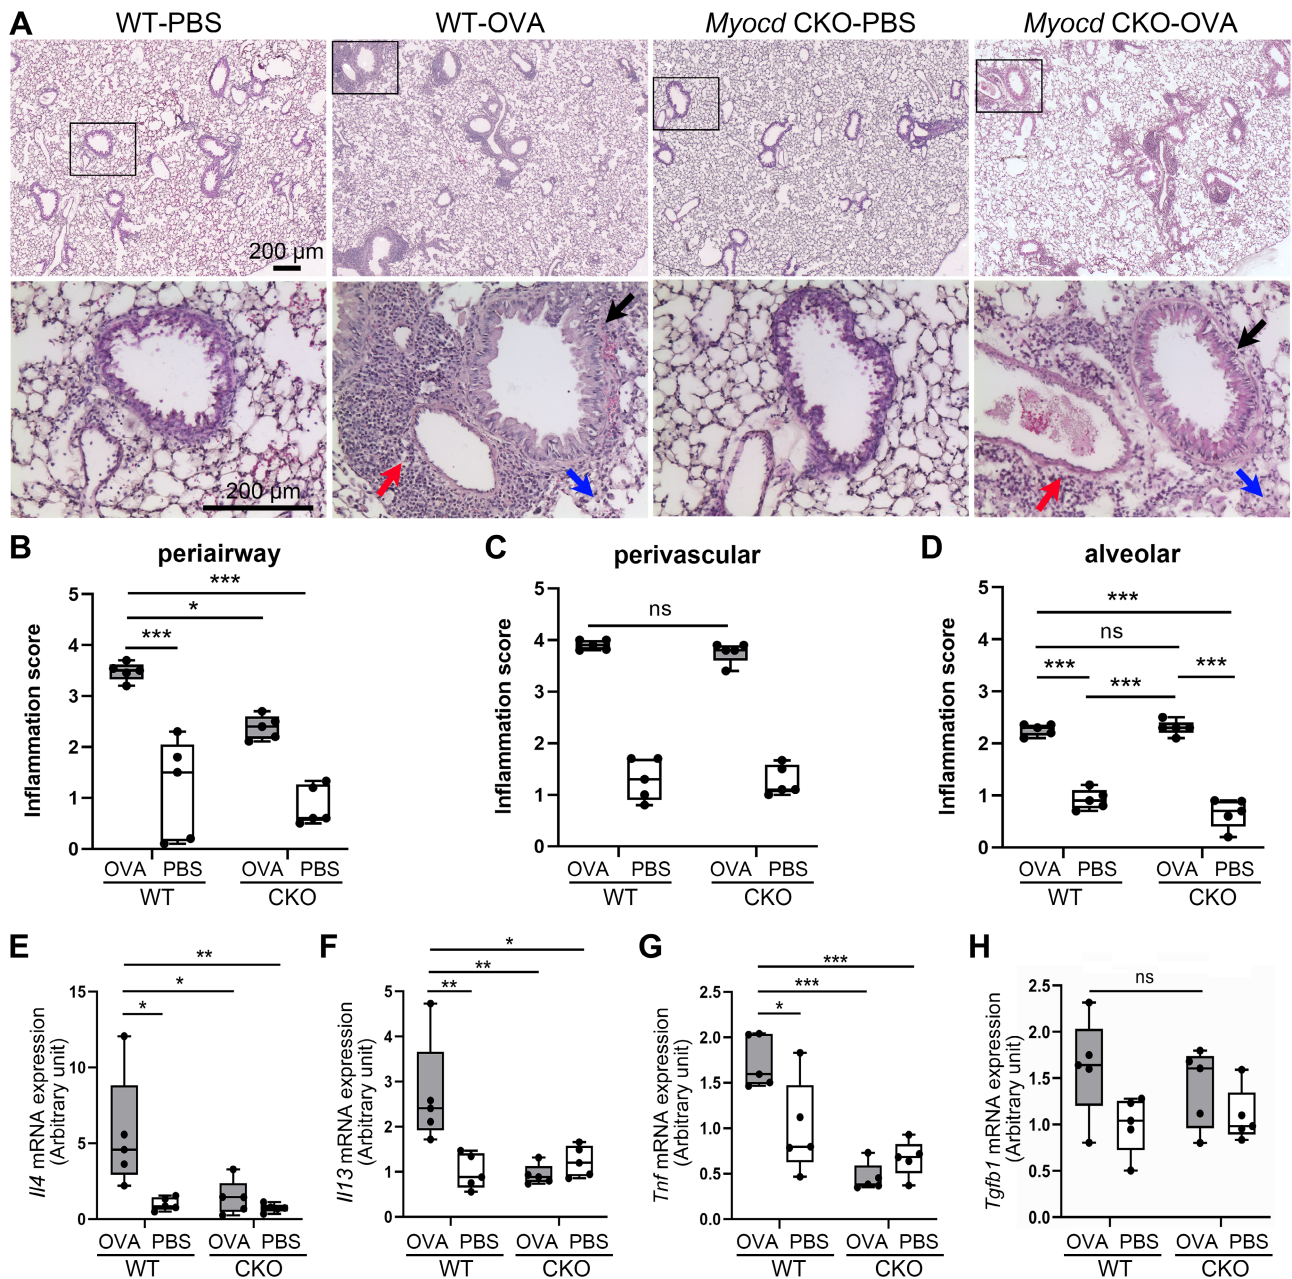 A
WT-PBS
WT-OVA
Myocd CKO-PBS
Myocd CKO-OVA
200 μm
200 μm
B
periairway
Inflammation score
5
4
3
2
1
0
***
*
***
OVA PBS OVA PBS
WT CKO
C
perivascular
Inflammation score
5
4
3
2
1
0
ns
OVA PBS OVA PBS
WT CKO
D
alveolar
Inflammation score
5
4
3
2
1
0
***
ns
*** ***
***
OVA PBS OVA PBS
WT CKO
E
Il4 mRNA expression
(Arbitrary unit)
15
10
5
0
**
*
*
OVA PBS OVA PBS
WT CKO
F
Il13 mRNA expression
(Arbitrary unit)
5
4
3
2
1
0
*
**
**
OVA PBS OVA PBS
WT CKO
G
Tnf mRNA expression
(Arbitrary unit)
2.5
2.0
1.5
1.0
0.5
0.0
***
***
*
OVA PBS OVA PBS
WT CKO
H
Tgfb1 mRNA expression
(Arbitrary unit)
2.5
2.0
1.5
1.0
0.5
0.0
ns
OVA PBS OVA PBS
WT CKO